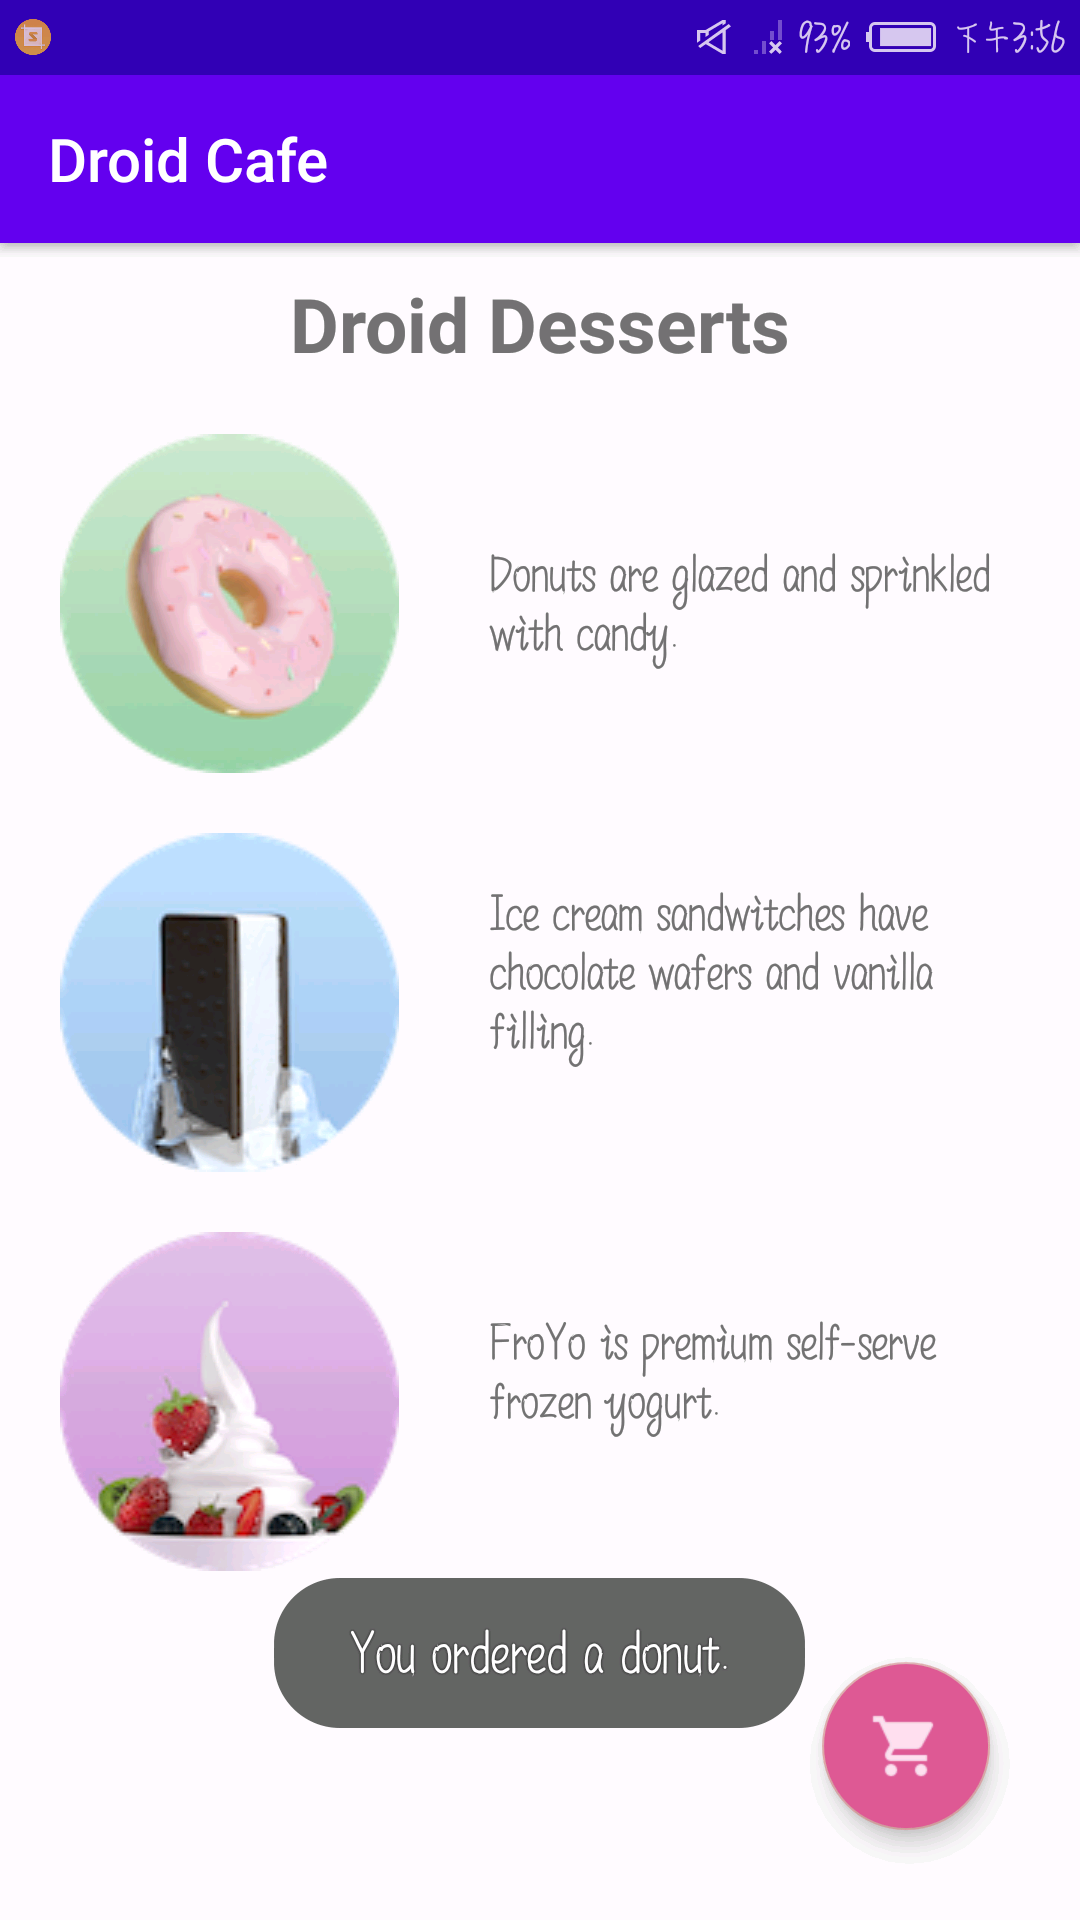 93% 下午3:56
Droid Cafe
Droid Desserts
Donuts are glazed and sprinkled
with candy.
Ice cream sandwitches have
chocolate wafers and vanilla
filling.
FroYo is premium self-serve
frozen yogurt.
You ordered a donut.